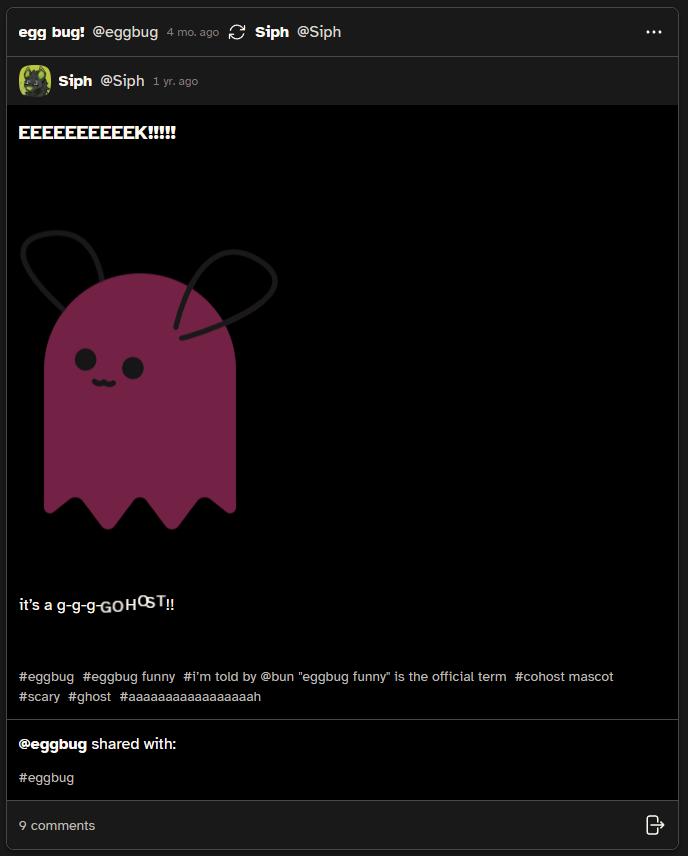 egg bug! @eggbug 4 mo. ago Siph @Siph
Siph @Siph 1 yr. ago
EEEEEEEEEEK!!!!!
it's a g-g-g-GOHOST!!
#eggbug #eggbug funny #i'm told by @bun "eggbug funny" is the official term #cohost mascot
#scary #ghost #aaaaaaaaaaaaaaaaah
@eggbug shared with:
#eggbug
9 comments